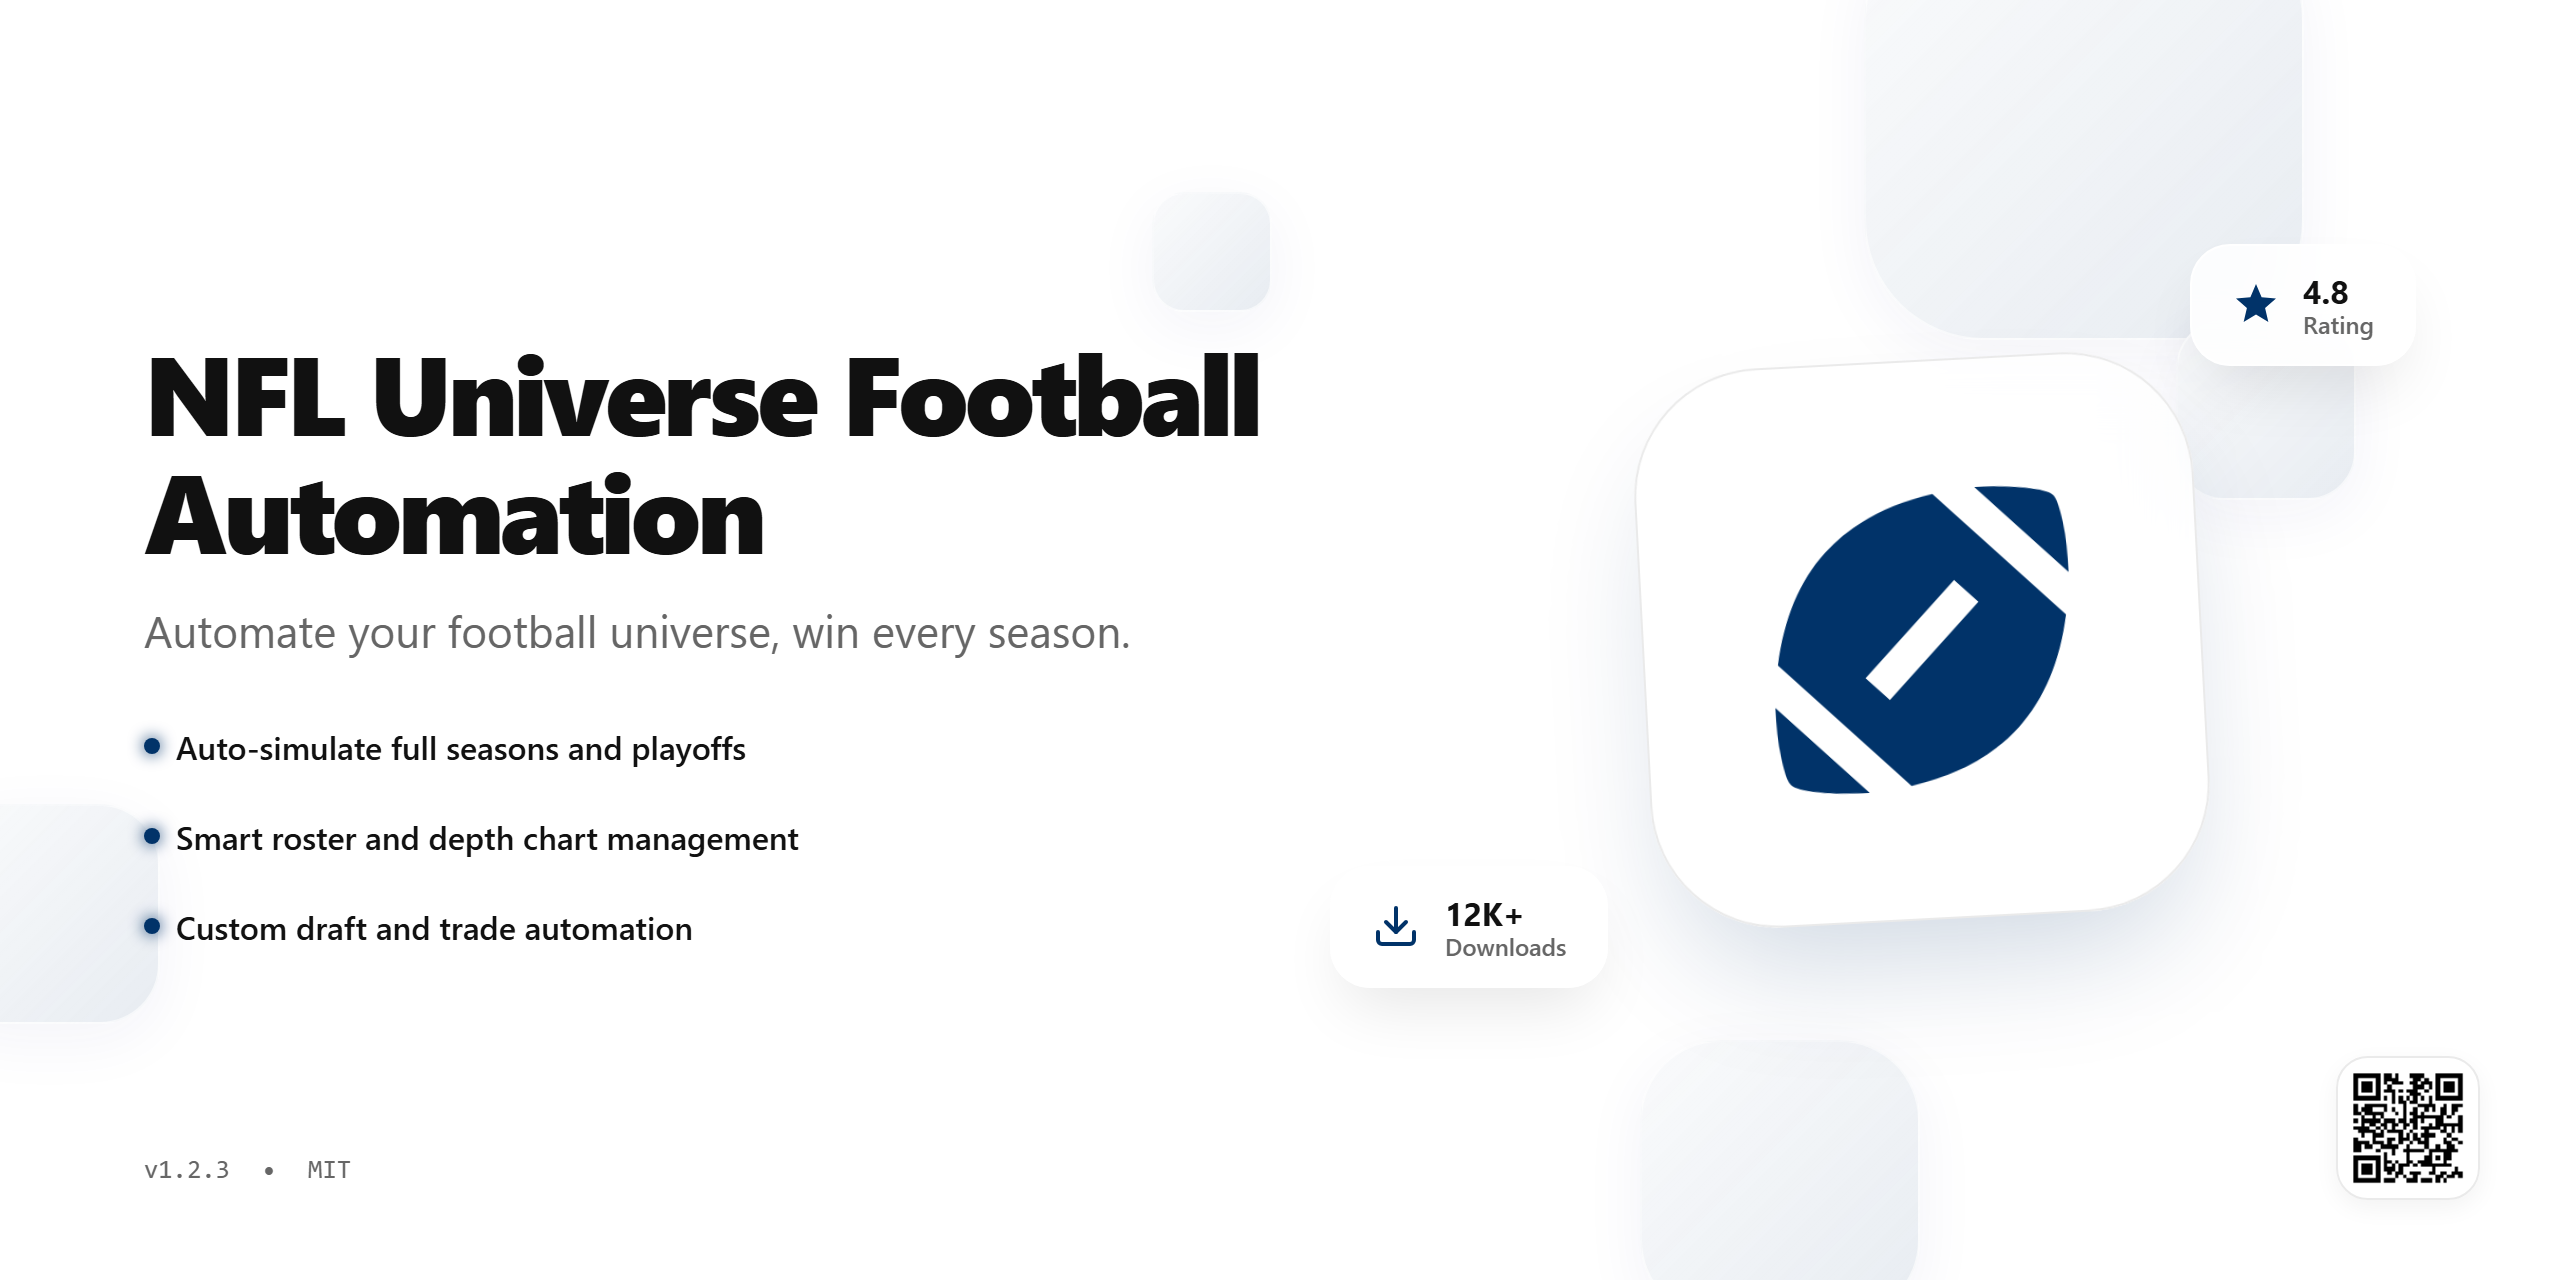 NFL Universe Football
Automation
Automate your football universe, win every season.
Auto-simulate full seasons and playoffs
Smart roster and depth chart management
Custom draft and trade automation
v1.2.3 • MIT
4.8
Rating
12K+
Downloads